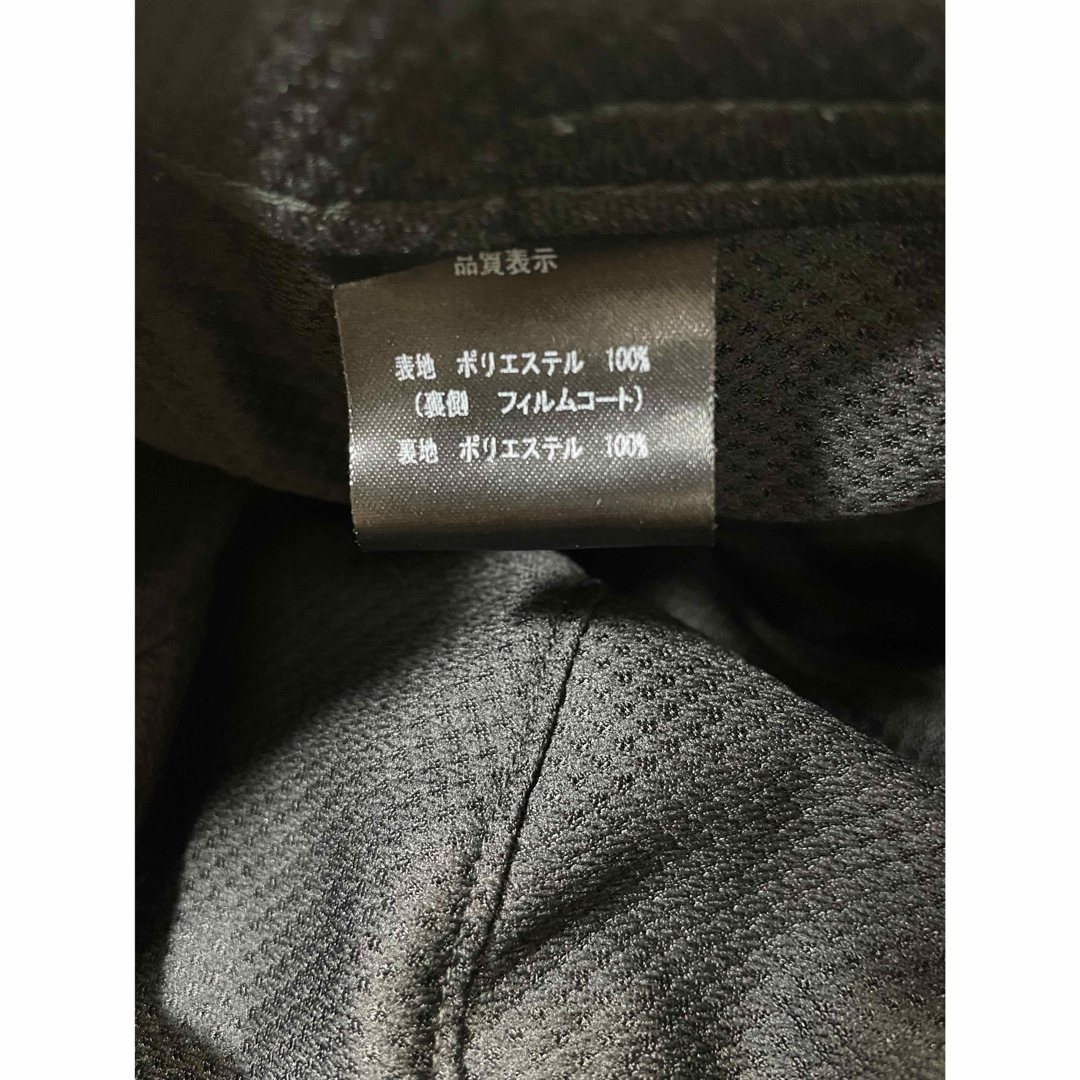 品質表示
表地 ポリエステル 100%
(裏側 フィルムコート)
裏地 ポリエステル 100%